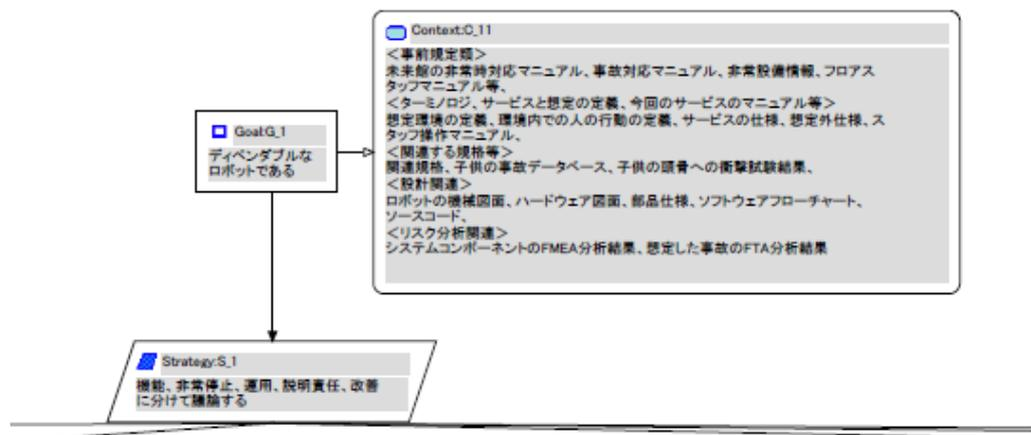 Context:C_11
<事前規定類>
未来館の非常時対応マニュアル、事故対応マニュアル、非常設備情報、フロアス
タッフマニュアル等、
<ターミノロジ、サービスと想定の定義、今回のサービスのマニュアル等>
想定環境の定義、環境内での人の行動の定義、サービスの仕様、想定外仕様、ス
タッフ操作マニュアル、
<関連する規格等>
関連規格、子供の事故データベース、子供の頭骨への衝撃試験結果、
<設計関連>
ロボットの機械図面、ハードウェア図面、部品仕様、ソフトウェアフローチャート、
ソースコード、
<リスク分析関連>
システムコンポーネントのFMEA分析結果、想定した事故のFTA分析結果
Goal:G_1
ディペンダブルな
ロボットである
Strategy:S_1
機能、非常停止、運用、説明責任、改善
に分けて議論する